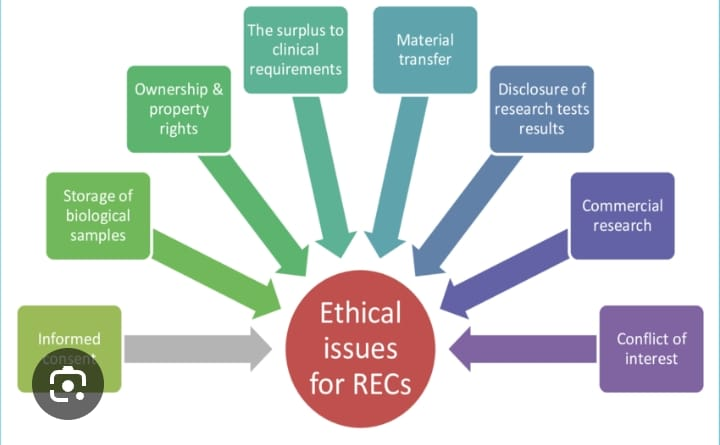 The surplus to
clinical
requirements
Material
transfer
Ownership &
property
rights
Disclosure of
research tests
results
Storage of
biological
samples
Commercial
research
Informed
consent
Ethical
issues
for RECs
Conflict of
interest